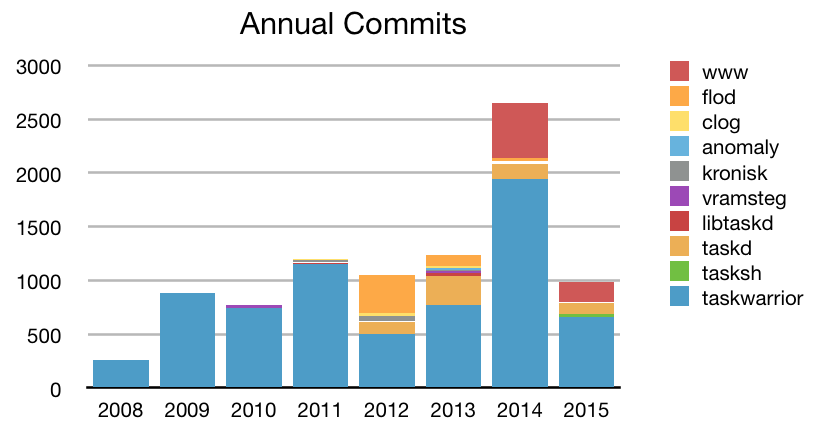 Annual Commits
3000
2500
2000
1500
1000
500
0
2008 2009 2010 2011 2012 2013 2014 2015
www
flod
clog
anomaly
kronisk
vramsteg
libtaskd
taskd
tasksh
taskwarrior